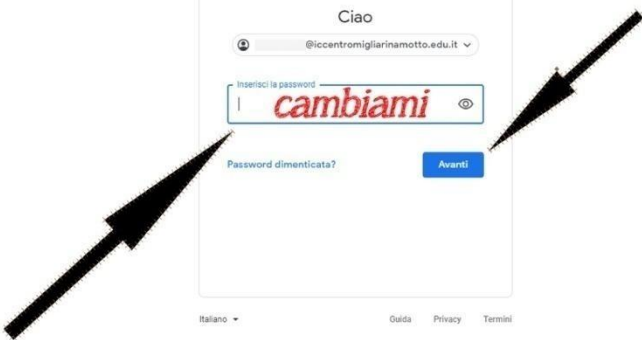 Ciao
@iccentromigliarinamotto.edu.it
Inserisci la password
cambiami
Password dimenticata?
Avanti
Italiano
Guida Privacy Termini